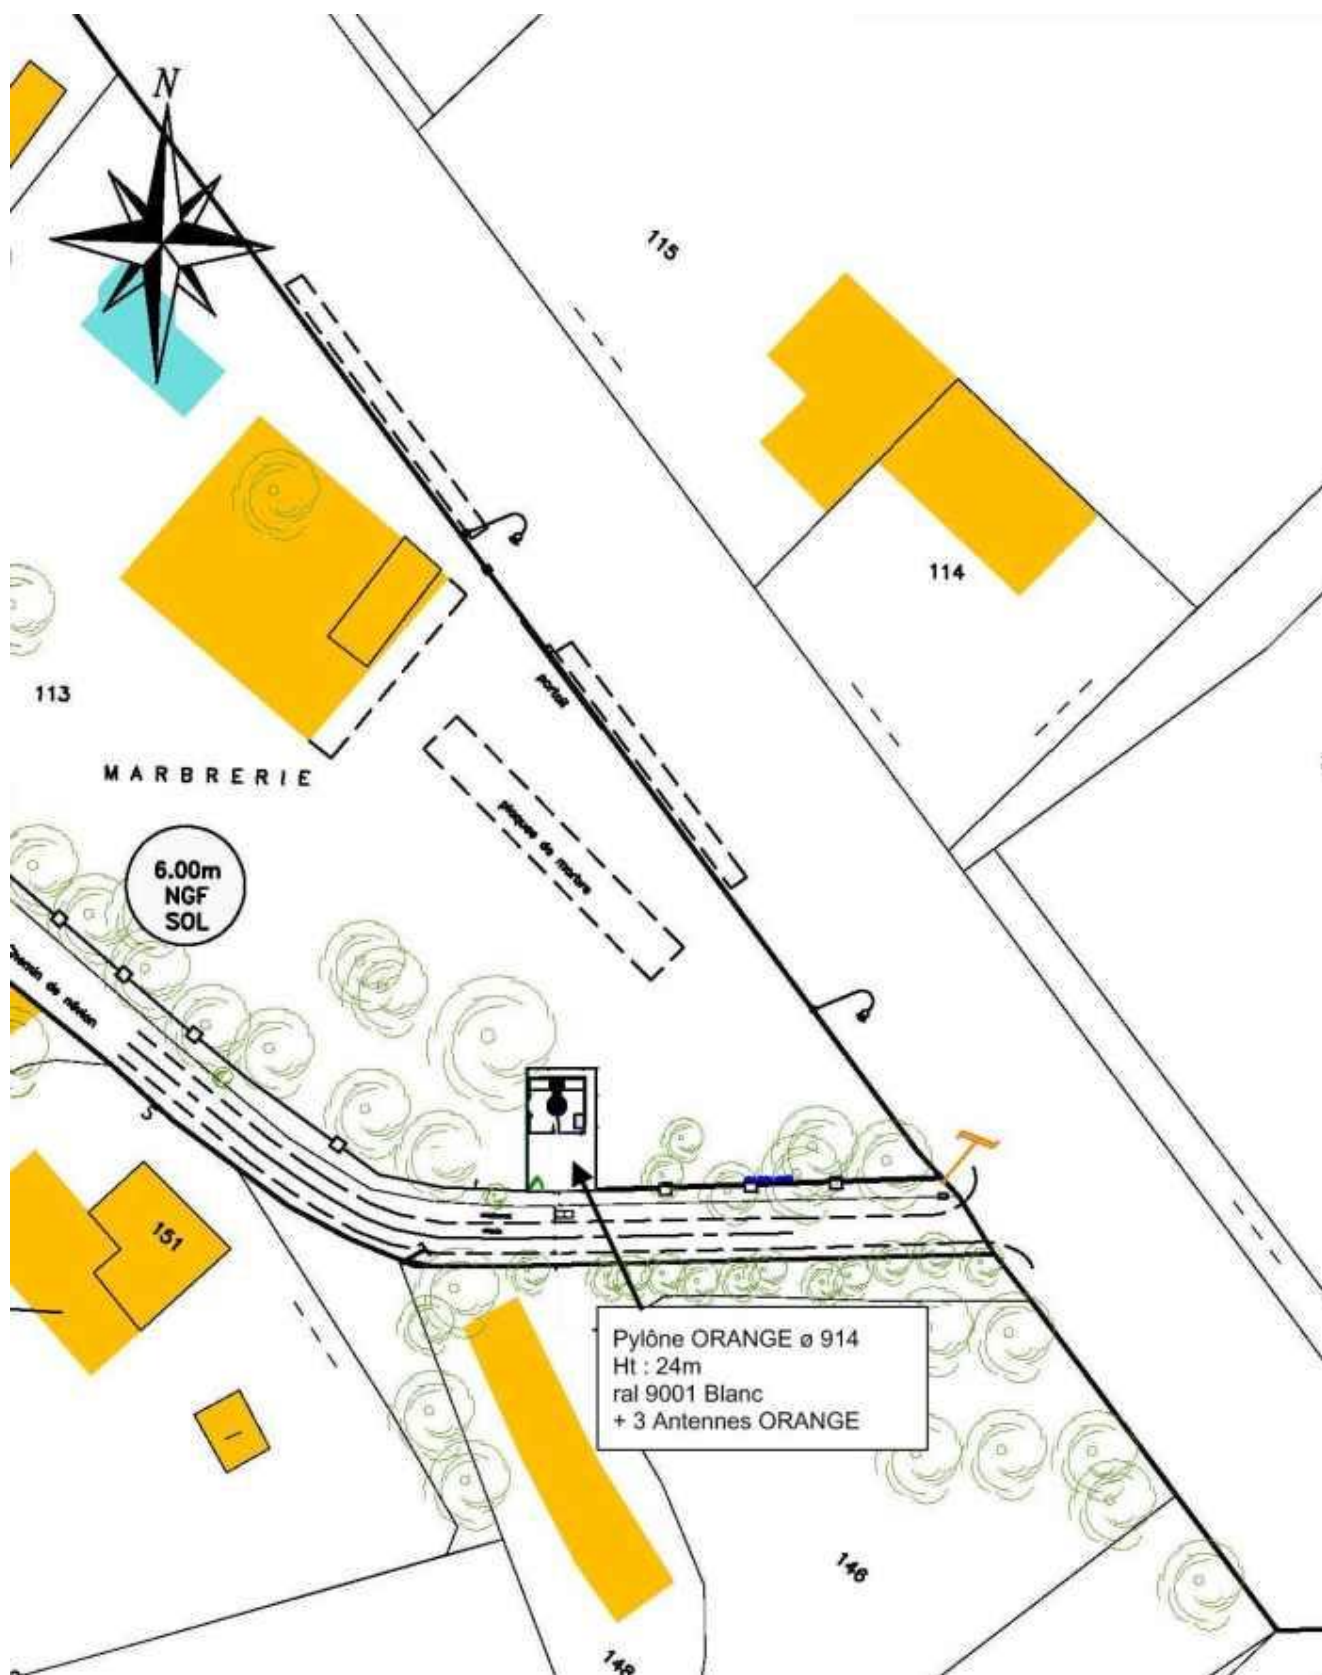 N
115
114
portail
113
MARBRERIE
plaques de marbre
6.00m
NGF
SOL
151
Pylône ORANGE ø 914
Ht : 24m
ral 9001 Blanc
+ 3 Antennes ORANGE
146
148